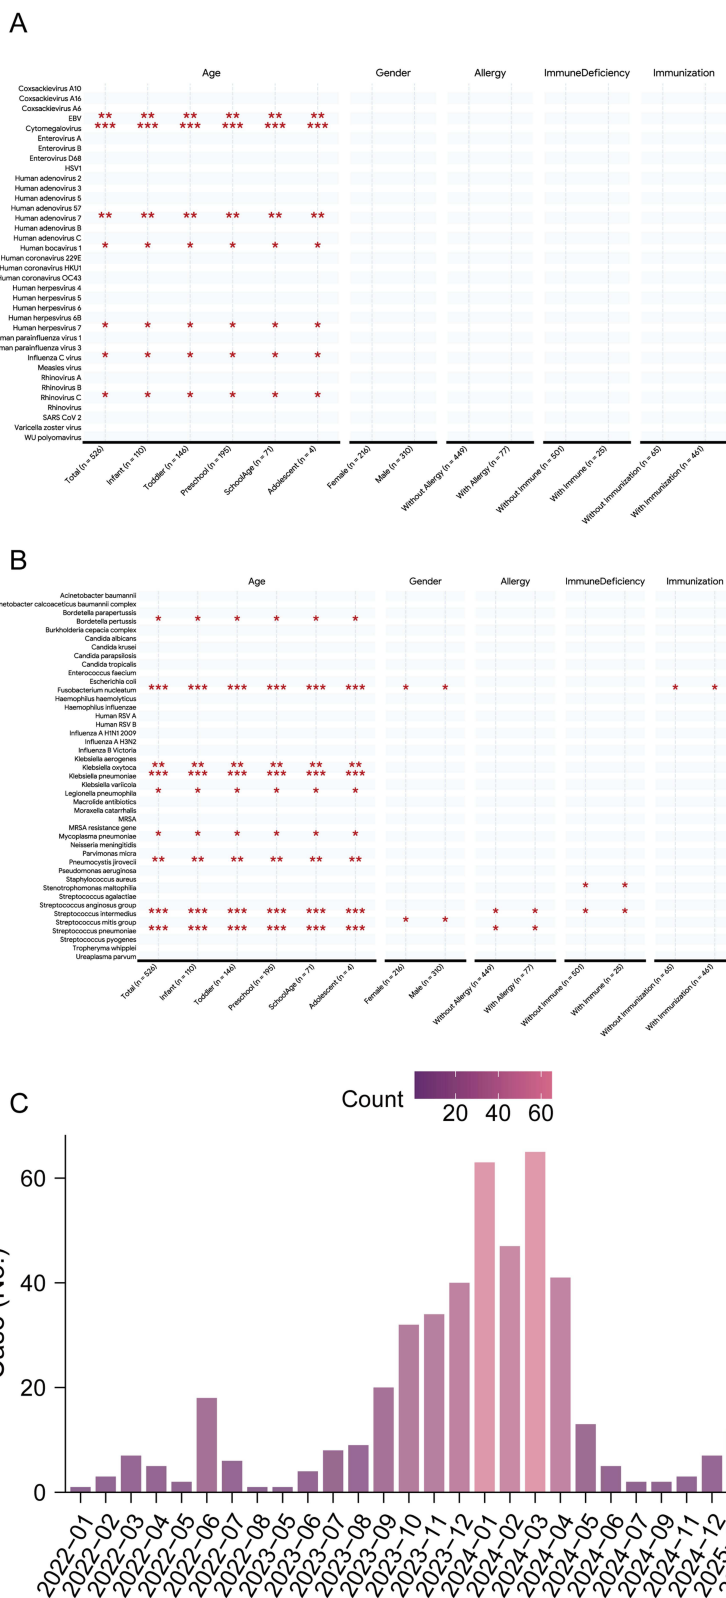 A
Age Gender Allergy ImmuneDeficiency Immunization
Coxsackievirus A10
Coxsackievirus A16
Coxsackievirus A6
EBV
** ** ** ** ** **
Cytomegalovirus
*** *** *** *** *** ***
Enterovirus A
Enterovirus B
Enterovirus D68
HSV1
Human adenovirus 2
Human adenovirus 3
Human adenovirus 5
Human adenovirus 57
Human adenovirus 7
** ** ** ** ** **
Human adenovirus B
Human adenovirus C
Human bocavirus 1
* * * * * *
Human coronavirus 229E
Human coronavirus HKU1
uman coronavirus OC43
Human herpesvirus 4
Human herpesvirus 5
Human herpesvirus 6
Human herpesvirus 6B
Human herpesvirus 7
* * * * * *
man parainfluenza virus 1
man parainfluenza virus 3
Influenza C virus
* * * * * *
Measles virus
Rhinovirus A
Rhinovirus B
Rhinovirus C
* * * * * *
Rhinovirus
SARS CoV 2
Varicella zoster virus
WU polyomavirus
Total (n = 526) Infant (n = 110) Toddler (n = 146) Preschool (n = 195) SchoolAge (n = 71) Adolescent (n = 4) Female (n = 216) Male (n = 310) Without Allergy (n = 449) With Allergy (n = 77) Without Immune (n = 501) With Immune (n = 25) Without Immunization (n = 65) With Immunization (n = 461)
B
Age Gender Allergy ImmuneDeficiency Immunization
Acinetobacter baumannii
netobacter calcoaceticus baumannii complex
Bordetella parapertussis
Bordetella pertussis
* * * * * *
Burkholderia cepacia complex
Candida albicans
Candida krusei
Candida parapsilosis
Candida tropicalis
Enterococcus faecium
Escherichia coli
Fusobacterium nucleatum
*** *** *** *** *** *** * * * *
Haemophilus haemolyticus
Haemophilus influenzae
Human RSV A
Human RSV B
Influenza A H1N1 2009
Influenza A H3N2
Influenza B Victoria
Klebsiella aerogenes
Klebsiella oxytoca
** ** ** ** ** **
Klebsiella pneumoniae
*** *** *** *** *** ***
Klebsiella variicola
Legionella pneumophila
* * * * * *
Macrolide antibiotics
Moraxella catarrhalis
MRSA
MRSA resistance gene
Mycoplasma pneumoniae
* * * * * *
Neisseria meningitidis
Parvimonas micra
Pneumocystis jirovecii
** ** ** ** ** **
Pseudomonas aeruginosa
Staphylococcus aureus
Stenotrophomonas maltophilia
* *
Streptococcus agalactiae
Streptococcus anginosus group
Streptococcus intermedius
*** *** *** *** *** *** * * * *
Streptococcus mitis group
* *
Streptococcus pneumoniae
*** *** *** *** *** *** * *
Streptococcus pyogenes
Tropheryma whipplei
Ureaplasma parvum
Total (n = 526) Infant (n = 110) Toddler (n = 146) Preschool (n = 195) SchoolAge (n = 71) Adolescent (n = 4) Female (n = 216) Male (n = 310) Without Allergy (n = 449) With Allergy (n = 77) Without Immune (n = 501) With Immune (n = 25) Without Immunization (n = 65) With Immunization (n = 461)
C
Count
20 40 60
60
40
20
0
(No.)
2022-01 2022-02 2022-03 2022-04 2022-05 2022-06 2022-07 2022-08 2023-05 2023-06 2023-07 2023-08 2023-09 2023-10 2023-11 2023-12 2024-01 2024-02 2024-03 2024-04 2024-05 2024-06 2024-07 2024-09 2024-11 2024-12